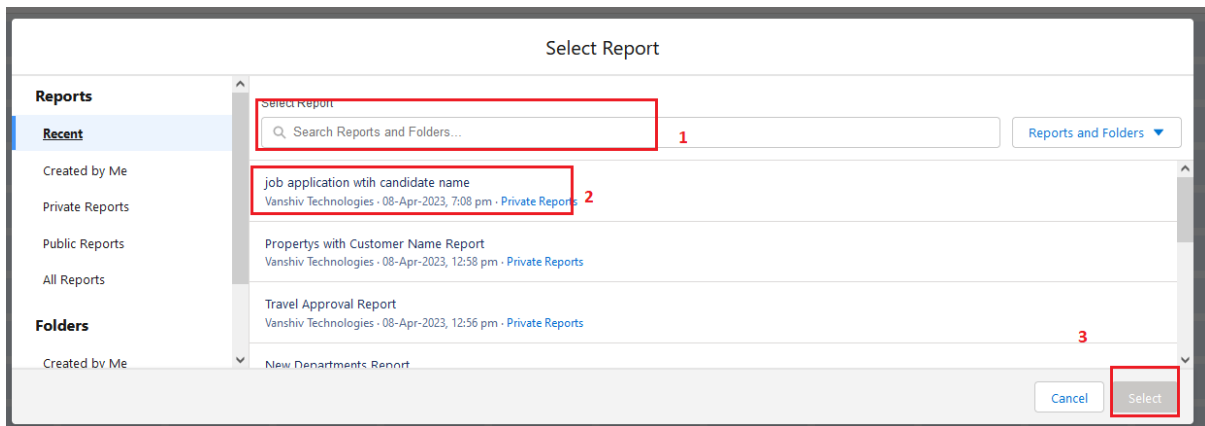 Select Report
Reports
Recent
Created by Me
Private Reports
Public Reports
All Reports
Folders
Created by Me
Select Report
Search Reports and Folders...
1
Reports and Folders
job application wtih candidate name
Vanshiv Technologies · 08-Apr-2023, 7:08 pm · Private Reports
2
Propertys with Customer Name Report
Vanshiv Technologies · 08-Apr-2023, 12:58 pm · Private Reports
Travel Approval Report
Vanshiv Technologies · 08-Apr-2023, 12:56 pm · Private Reports
3
New Departments Report
Cancel
Select